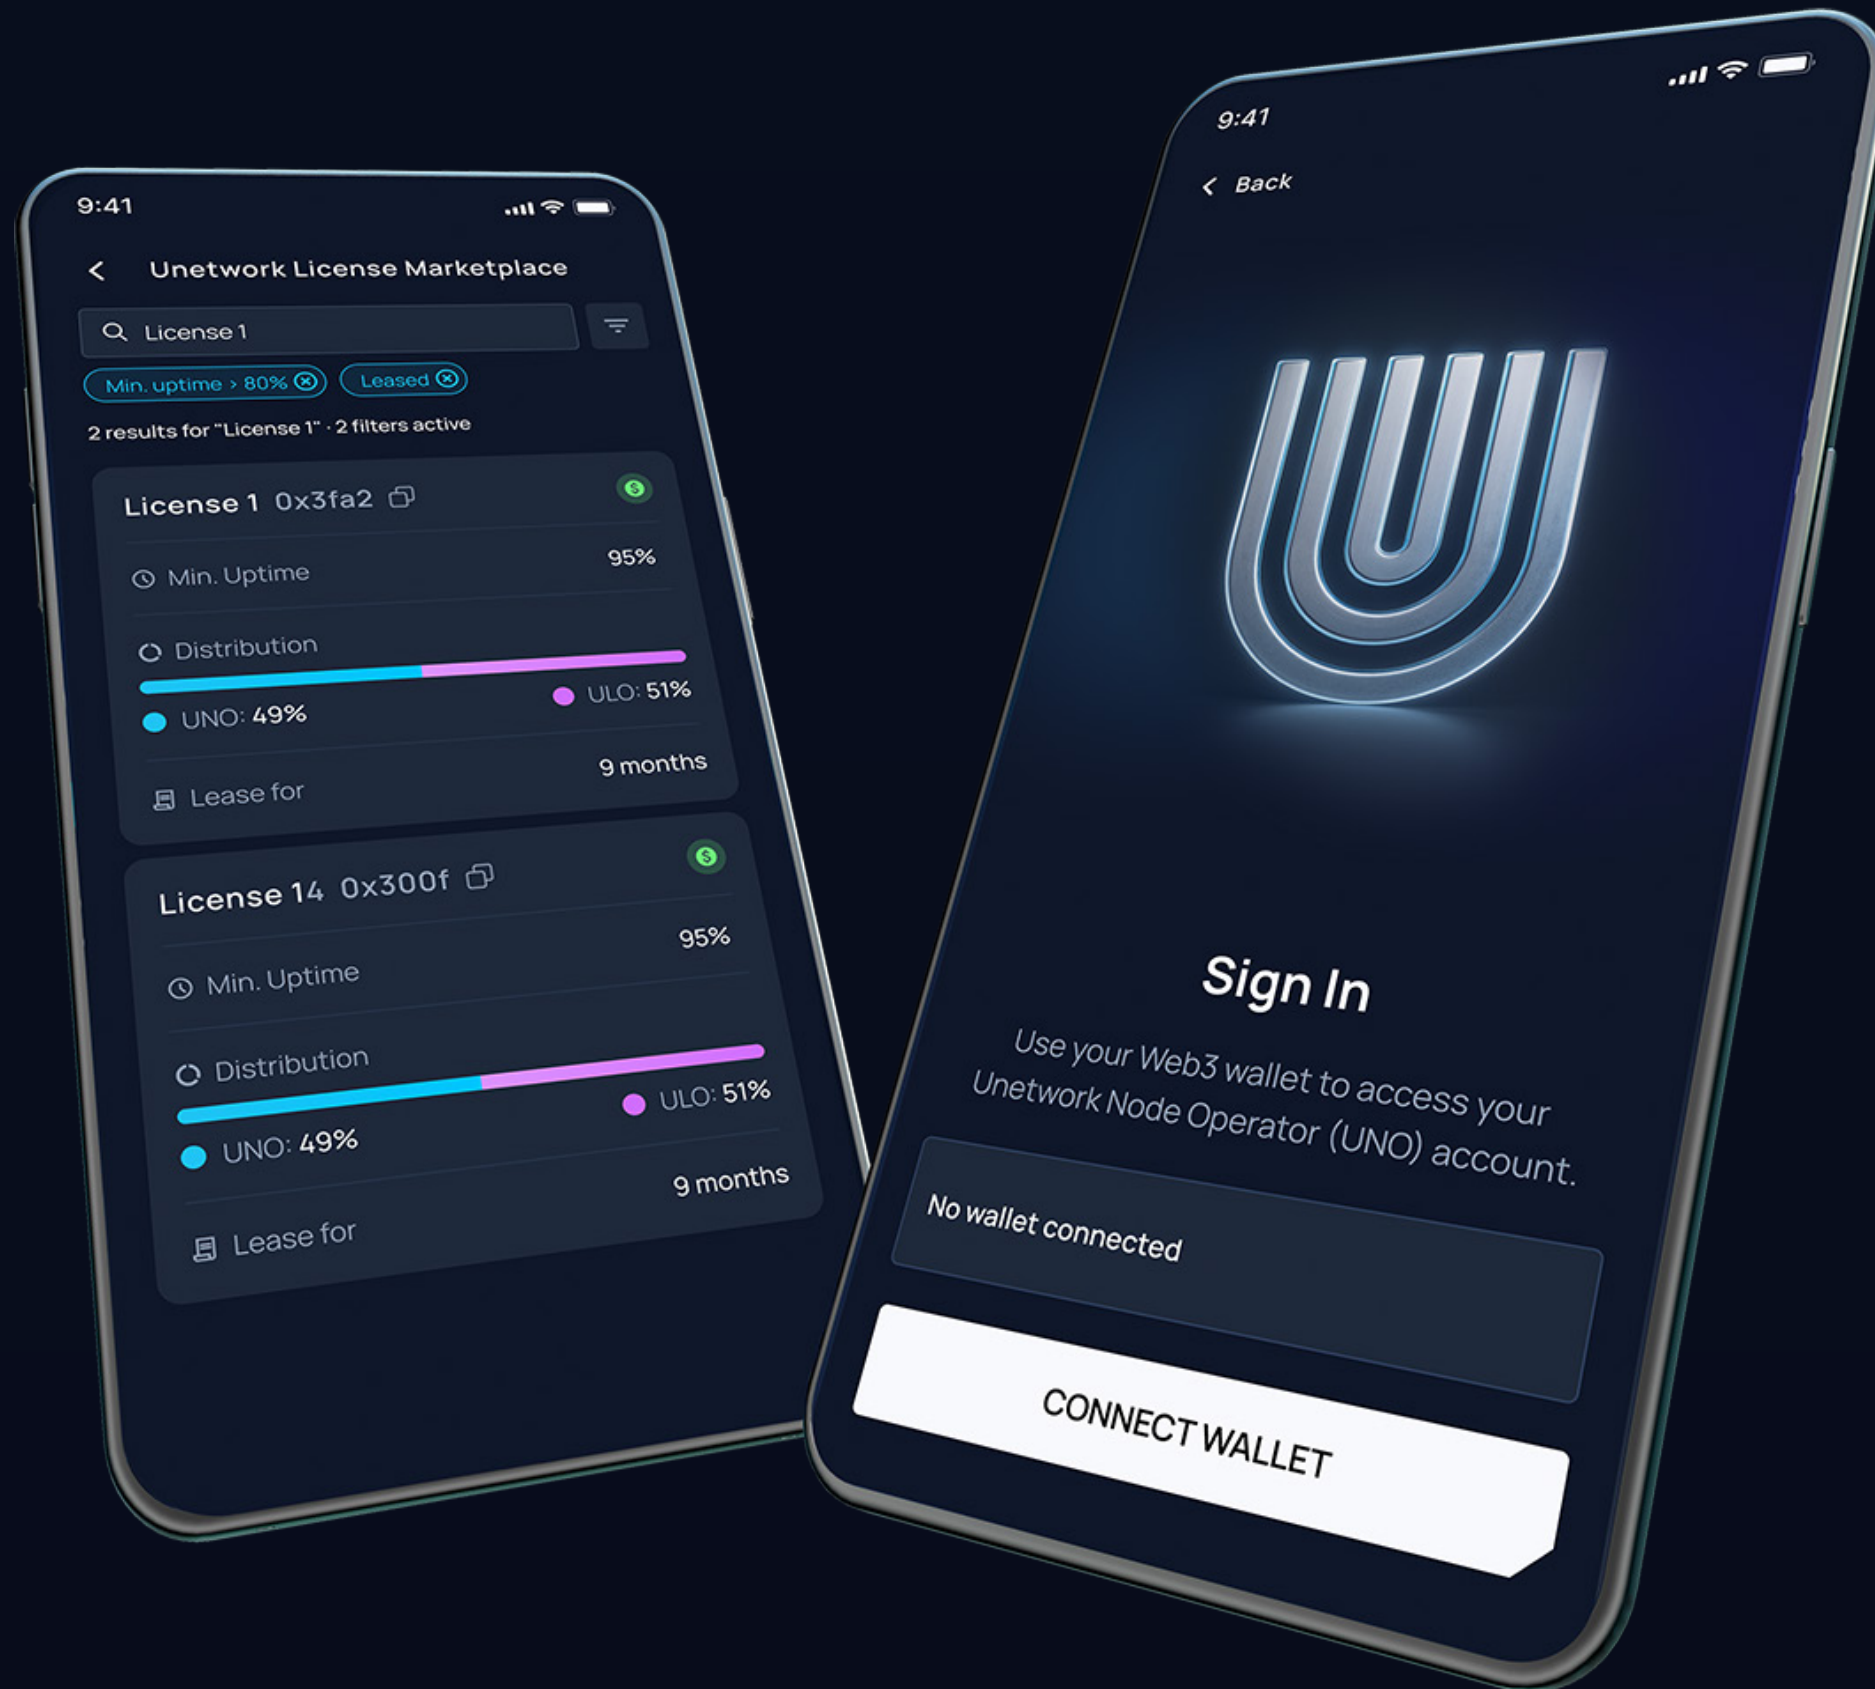 9:41
Unetwork License Marketplace
License 1
Min. uptime > 80%
Leased
2 results for "License 1" · 2 filters active
License 1 0x3fa2
Min. Uptime
95%
Distribution
UNO: 49%
ULO: 51%
Lease for
9 months
License 14 0x300f
Min. Uptime
95%
Distribution
UNO: 49%
ULO: 51%
Lease for
9 months
9:41
Back
Sign In
Use your Web3 wallet to access your
Unetwork Node Operator (UNO) account.
No wallet connected
CONNECT WALLET